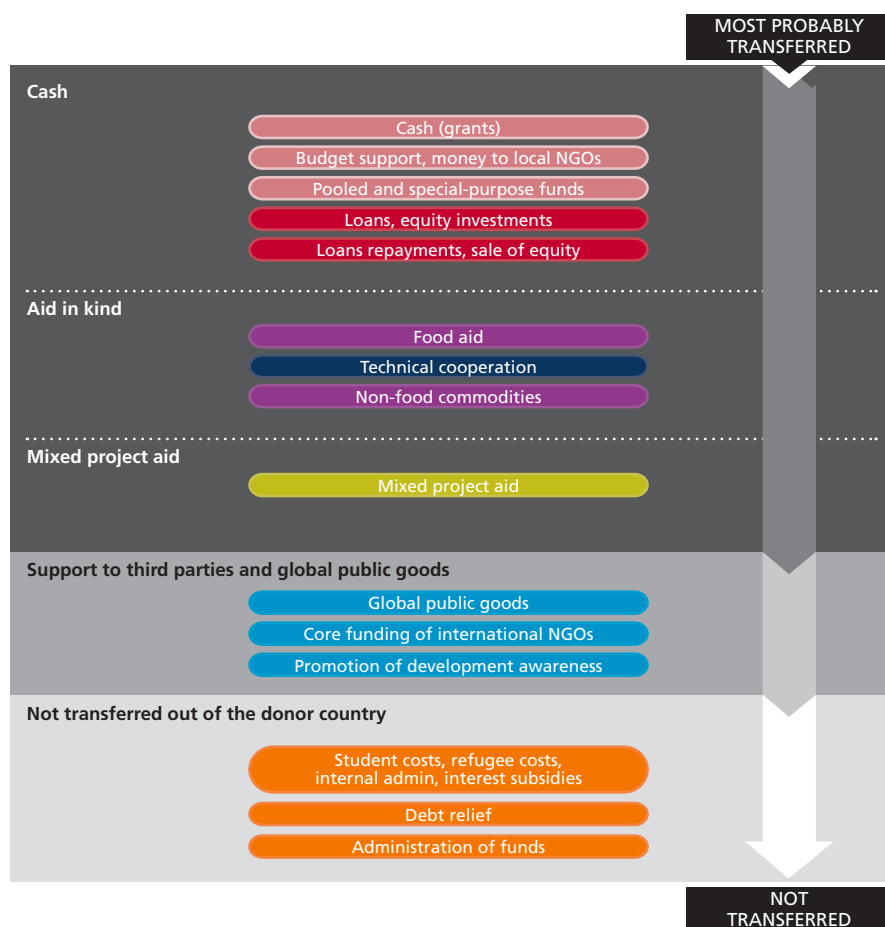 MOST PROBABLY
TRANSFERRED
Cash
Cash (grants)
Budget support, money to local NGOs
Pooled and special-purpose funds
Loans, equity investments
Loans repayments, sale of equity
Aid in kind
Food aid
Technical cooperation
Non-food commodities
Mixed project aid
Mixed project aid
Support to third parties and global public goods
Global public goods
Core funding of international NGOs
Promotion of development awareness
Not transferred out of the donor country
Student costs, refugee costs,
internal admin, interest subsidies
Debt relief
Administration of funds
NOT
TRANSFERRED